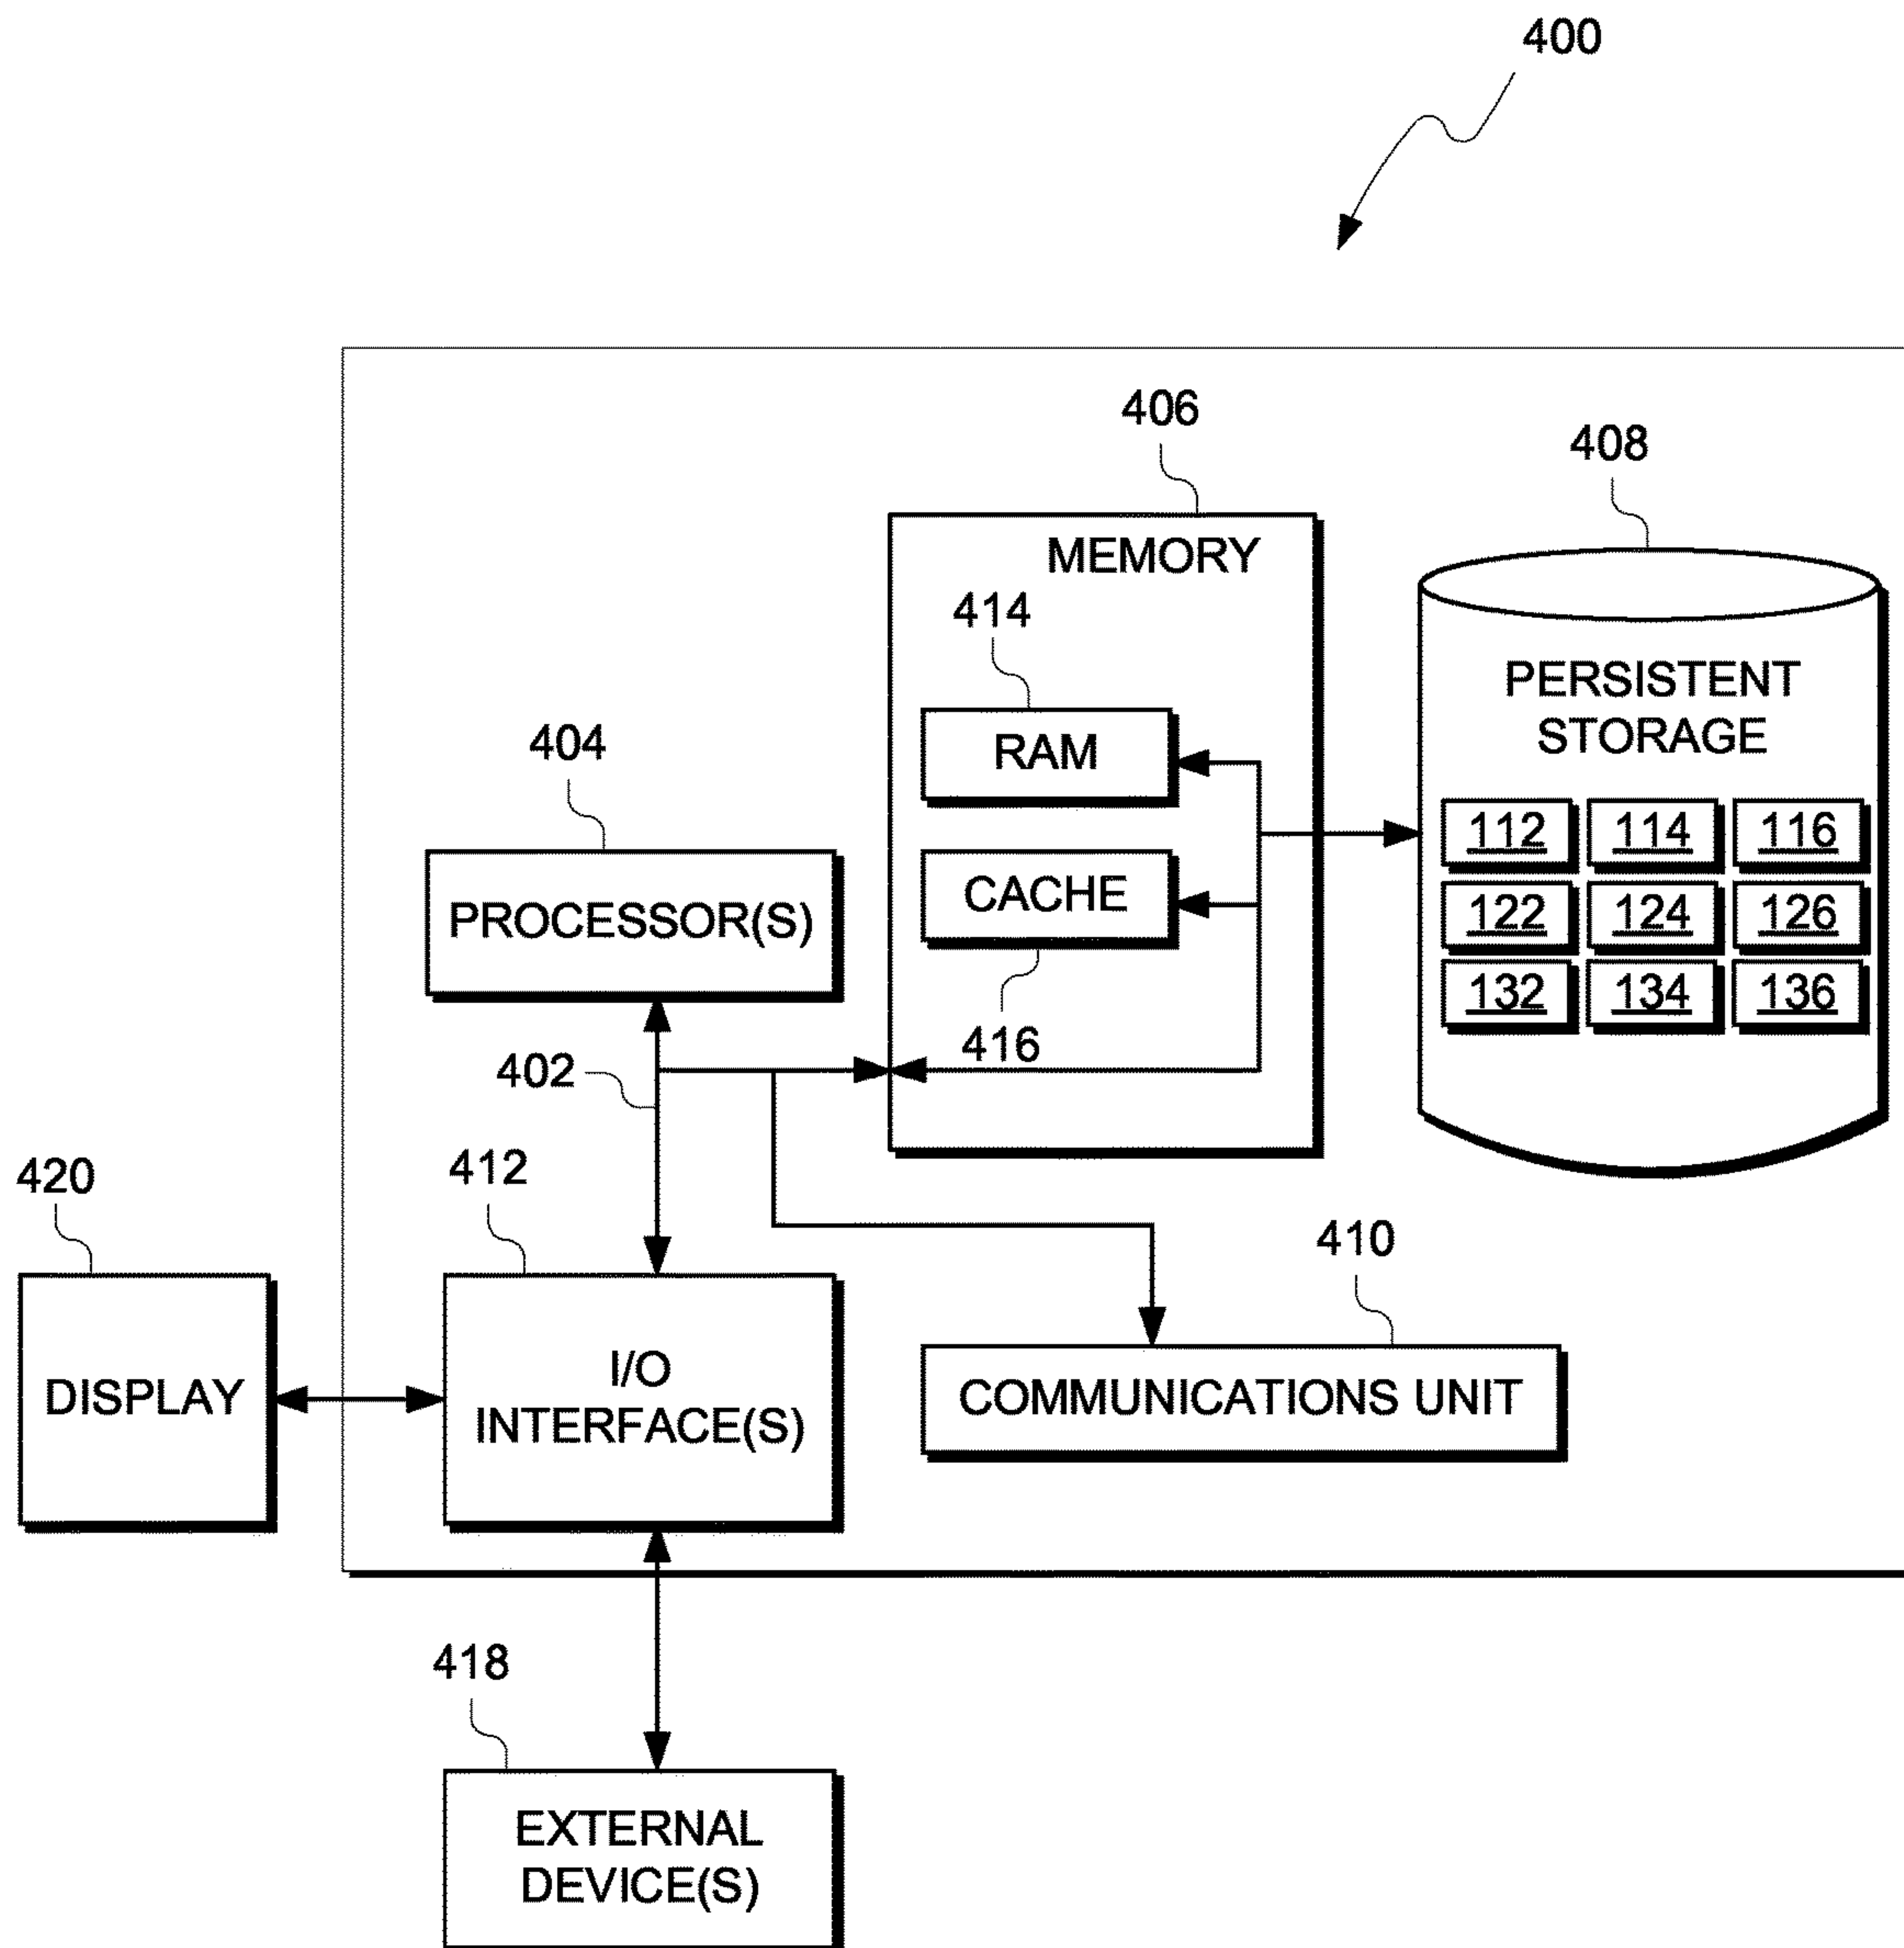 400
406
408
MEMORY
414
PERSISTENT
STORAGE
RAM
404
112 114 116
CACHE
PROCESSOR(S)
122 124 126
132 134 136
416
402
412
420
410
I/O
INTERFACE(S)
DISPLAY
COMMUNICATIONS UNIT
418
EXTERNAL
DEVICE(S)